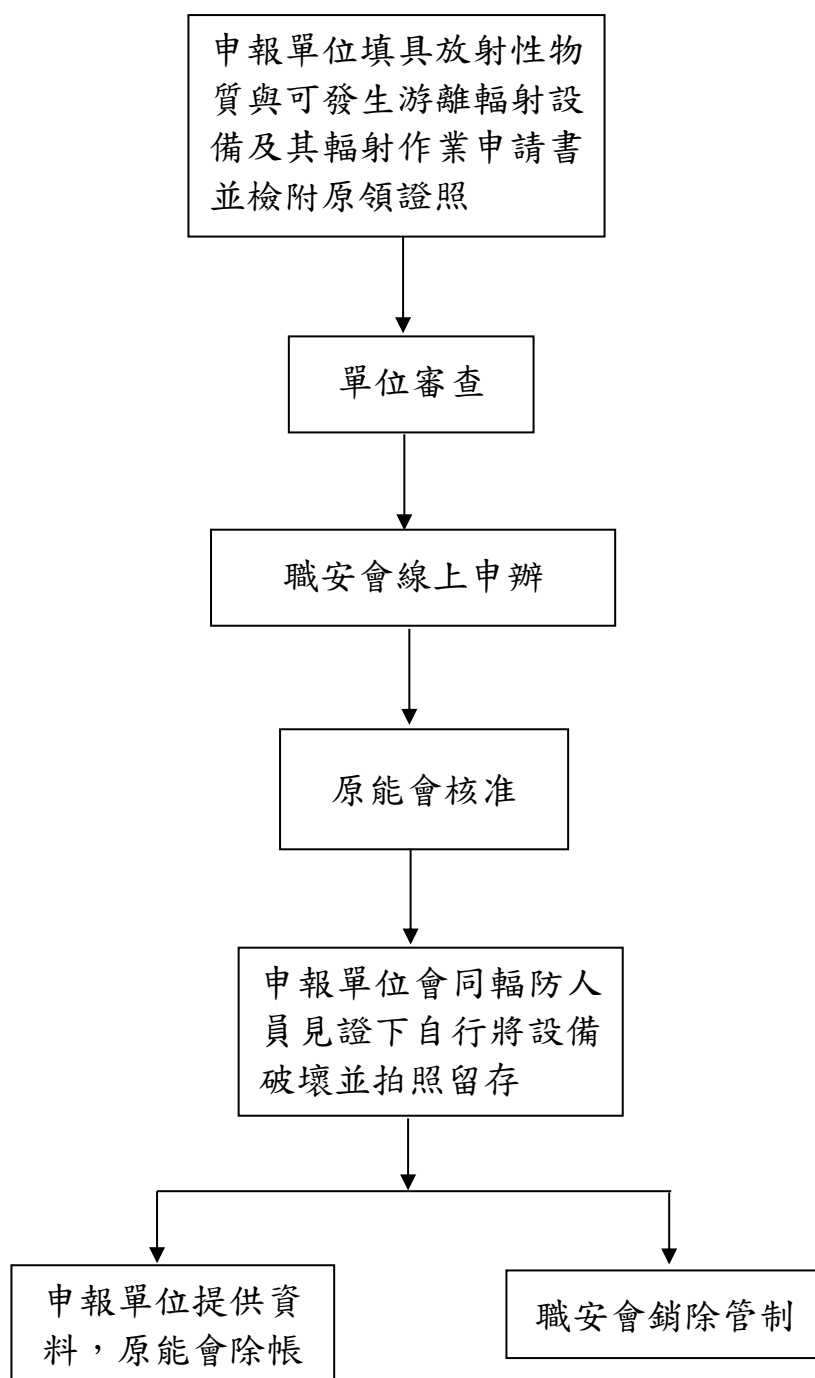 申報單位填具放射性物
質與可發生游離輻射設
備及其輻射作業申請書
並檢附原領證照
單位審查
職安會線上申辦
原能會核准
申報單位會同輻防人
員見證下自行將設備
破壞並拍照留存
申報單位提供資
料，原能會除帳
職安會銷除管制